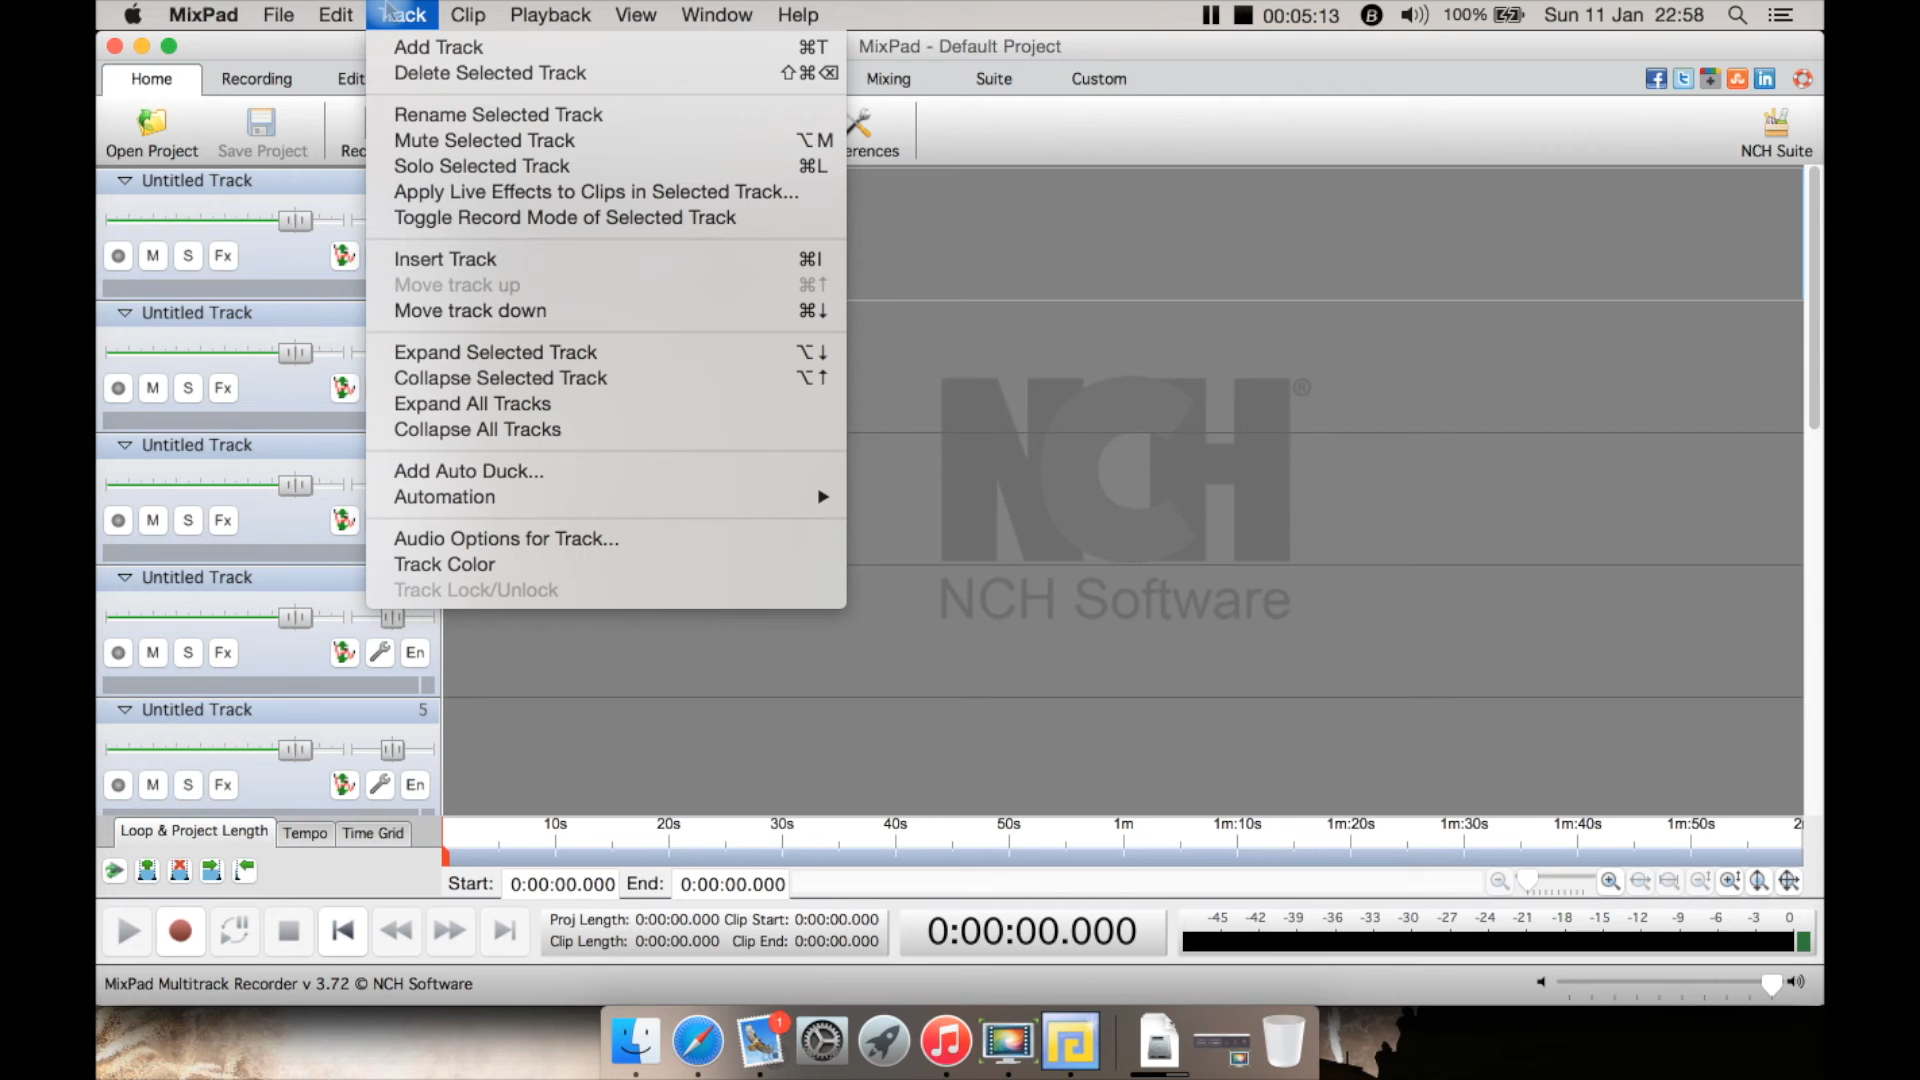 MixPad File Edit Track Clip Playback View Window Help 00:05:13 100% Sun 11 Jan 22:58
MixPad - Default Project
Home Recording Edit Mixing Suite Custom
Open Project Save Project Rec erences NCH Suite
Add Track ⌘T
Delete Selected Track ⇧⌘⌫
Rename Selected Track
Mute Selected Track ⌥M
Solo Selected Track ⌘L
Apply Live Effects to Clips in Selected Track...
Toggle Record Mode of Selected Track
Insert Track ⌘I
Move track up ⌘↑
Move track down ⌘↓
Expand Selected Track ⌥↓
Collapse Selected Track ⌥↑
Expand All Tracks
Collapse All Tracks
Add Auto Duck...
Automation
Audio Options for Track...
Track Color
Track Lock/Unlock
Untitled Track
M S Fx
Untitled Track
M S Fx
Untitled Track
M S Fx
Untitled Track
M S Fx En
Untitled Track 5
M S Fx En
NCH®
NCH Software
Loop & Project Length Tempo Time Grid
10s 20s 30s 40s 50s 1m 1m:10s 1m:20s 1m:30s 1m:40s 1m:50s 2
Start: 0:00:00.000 End: 0:00:00.000
Proj Length: 0:00:00.000 Clip Start: 0:00:00.000
Clip Length: 0:00:00.000 Clip End: 0:00:00.000
0:00:00.000
-45 -42 -39 -36 -33 -30 -27 -24 -21 -18 -15 -12 -9 -6 -3 0
MixPad Multitrack Recorder v 3.72 © NCH Software
1